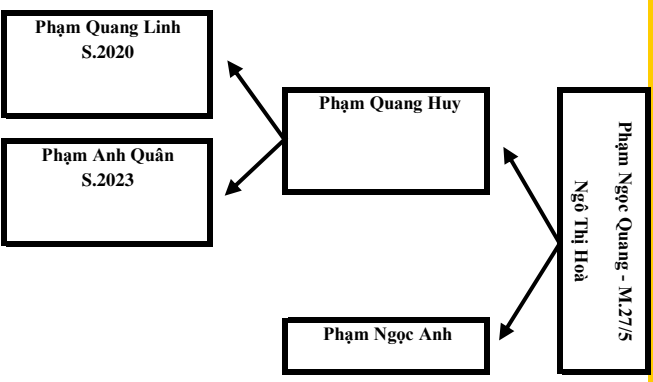 Phạm Quang Linh
S.2020
Phạm Anh Quân
S.2023
Phạm Quang Huy
Phạm Ngọc Anh
Phạm Ngọc Quang - M.27/5
Ngô Thị Hoà